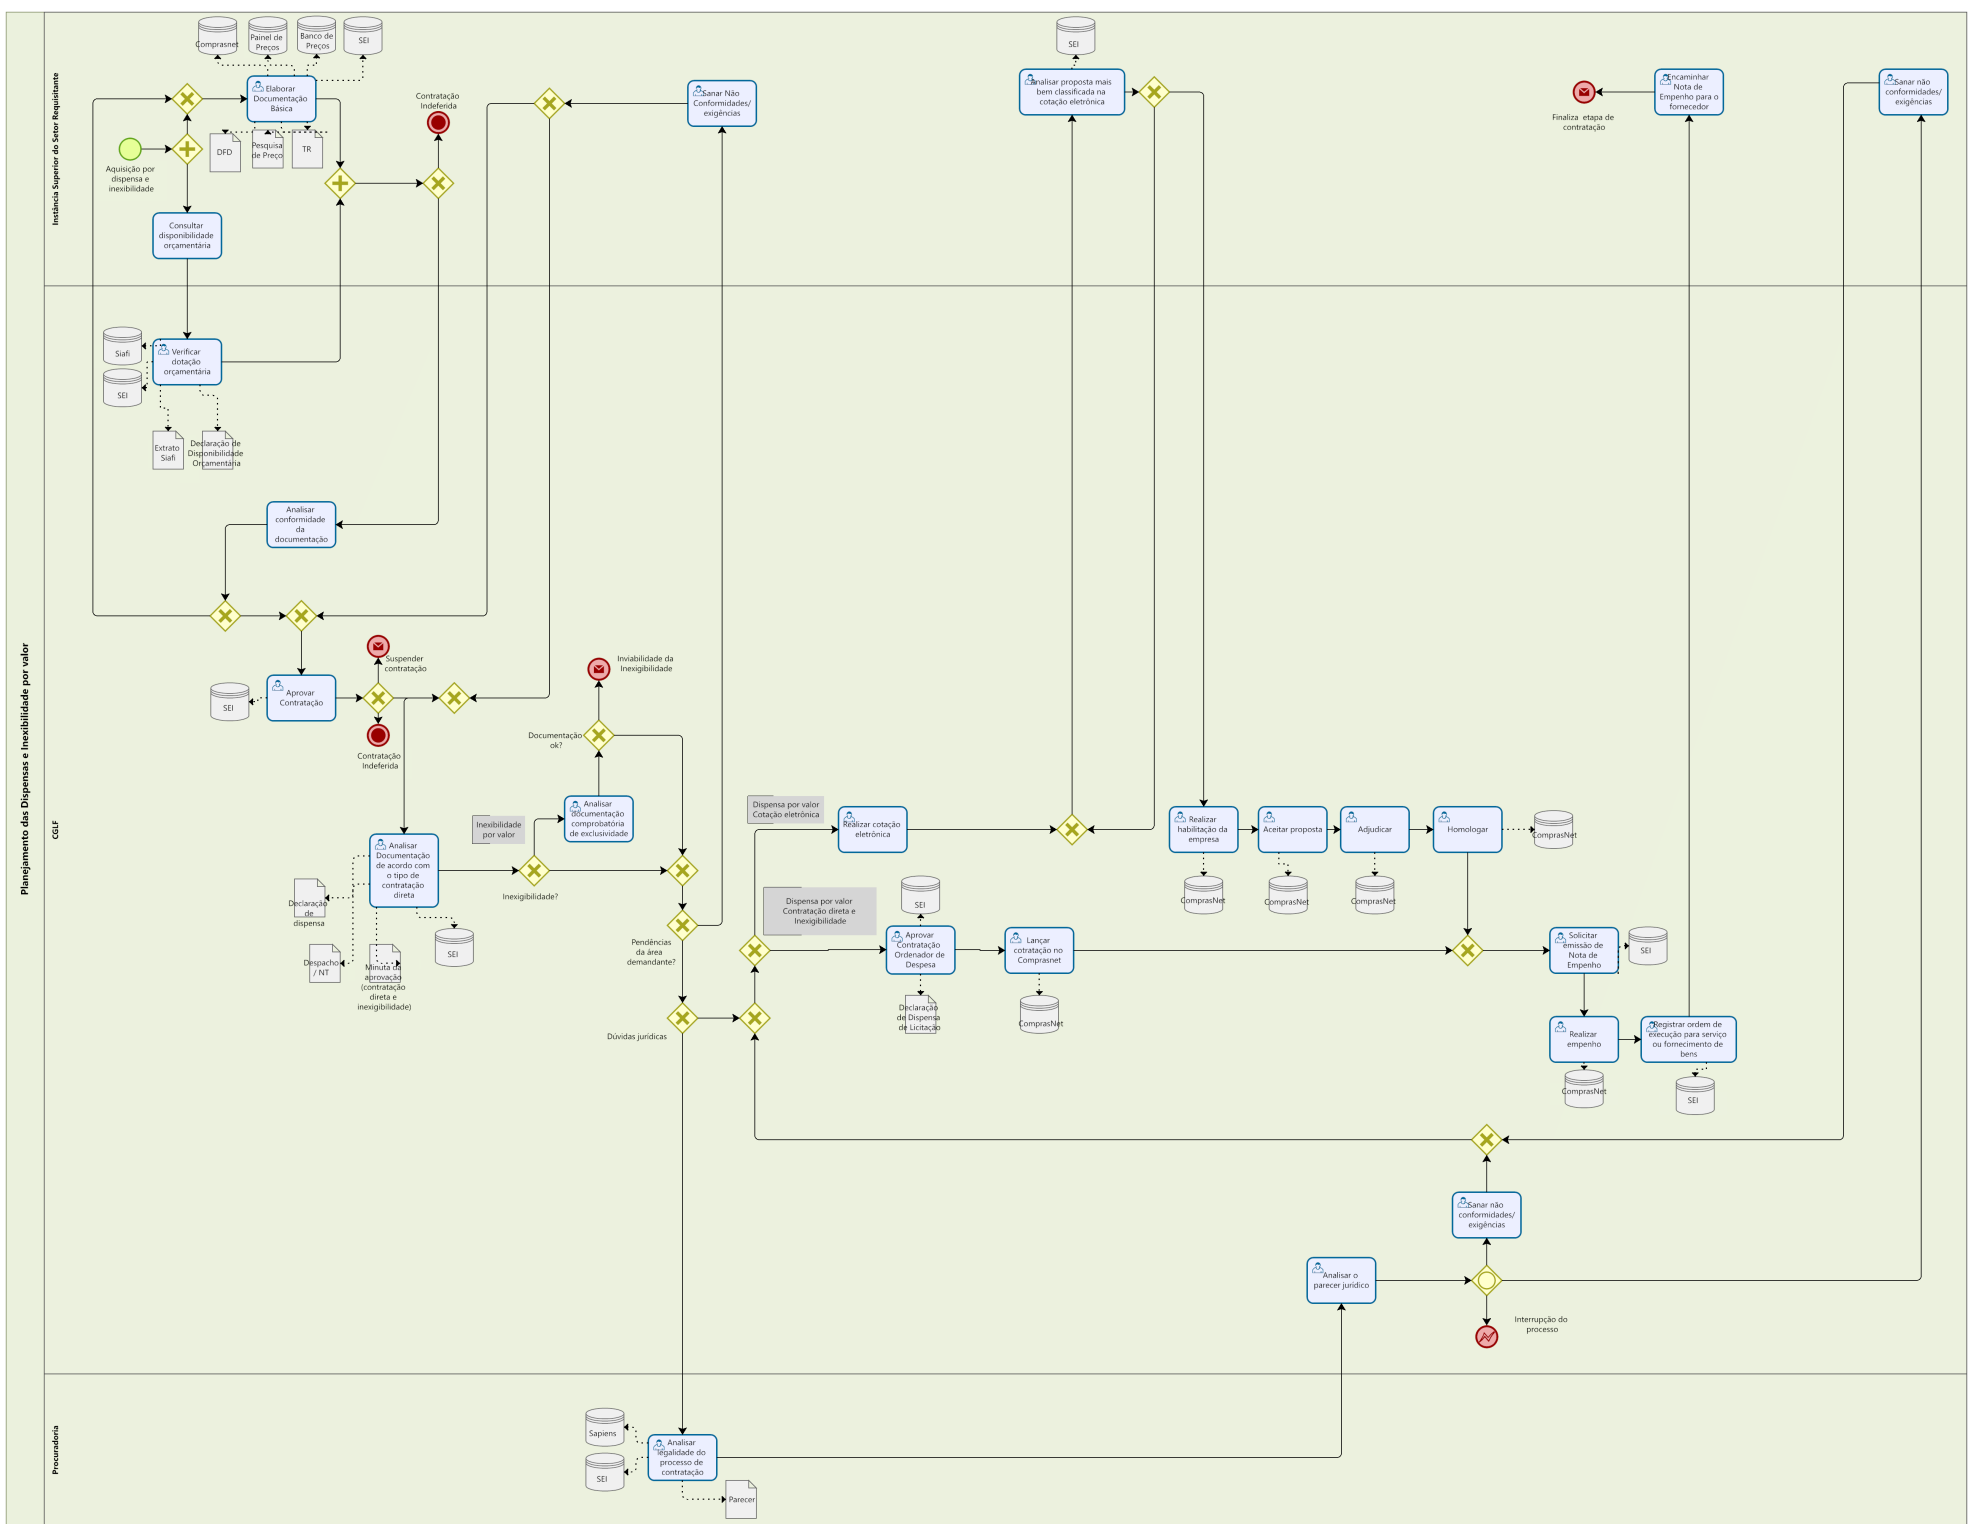 Planejamento das Dispensas e Inexibilidade por valor
Instância Superior do Setor Requisitante
Comprasnet
Painel de
Preços
Banco de
Preços
SEI
Elaborar
Documentação
Básica
DFD
Pesquisa
de Preço
TR
Aquisição por
dispensa e
inexibilidade
Consultar
disponibilidade
orçamentária
Contratação
Indeferida
Sanar Não
Conformidades/
exigências
SEI
Analisar proposta mais
bem classificada na
cotação eletrônica
Finaliza etapa de
contratação
Encaminhar
Nota de
Empenho para o
fornecedor
Sanar não
conformidades/
exigências
CGLF
Siafi
SEI
Verificar
dotação
orçamentária
Extrato
Siafi
Declaração de
Disponibilidade
Orçamentária
Analisar
conformidade
da
documentação
SEI
Aprovar
Contratação
Suspender
contratação
Contratação
Indeferida
Inviabilidade da
Inexigibilidade
Documentação
ok?
Inexibilidade
por valor
Analisar
documentação
comprobatória
de exclusividade
Analisar
Documentação
de acordo com
o tipo de
contratação
direta
Declaração
de
dispensa
Despacho
/ NT
Minuta da
aprovação
(contratação
direta e
inexigibilidade)
SEI
Inexigibilidade?
Pendências
da área
demandante?
Dúvidas jurídicas
Dispensa por valor
Cotação eletrônica
Realizar cotação
eletrônica
Dispensa por valor
Contratação direta e
Inexigibilidade
SEI
Aprovar
Contratação
Ordenador de
Despesa
Declaração
de Dispensa
de Licitação
Lançar
cotratação no
Comprasnet
ComprasNet
Realizar
habilitação da
empresa
ComprasNet
Aceitar proposta
ComprasNet
Adjudicar
ComprasNet
Homologar
ComprasNet
Solicitar
emissão de
Nota de
Empenho
SEI
Realizar
empenho
ComprasNet
Registrar ordem de
execução para serviço
ou fornecimento de
bens
SEI
Sanar não
conformidades/
exigências
Analisar o
parecer jurídico
Interrupção do
processo
Procuradoria
Sapiens
SEI
Analisar
legalidade do
processo de
contratação
Parecer